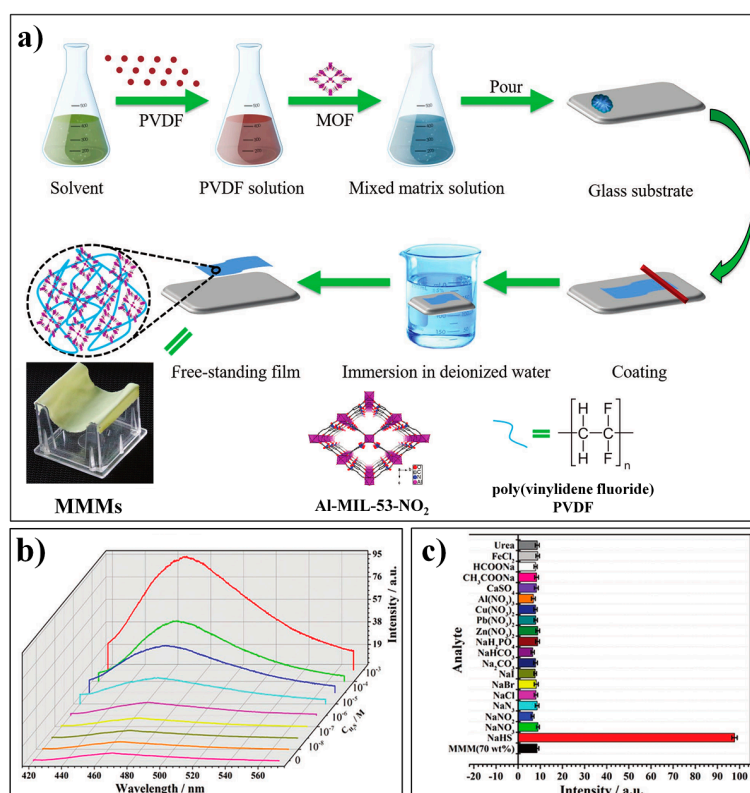 a)
PVDF
MOF
Pour
Solvent
PVDF solution
Mixed matrix solution
Glass substrate
Free-standing film
Immersion in deionized water
Coating
MMMs
Al-MIL-53-NO2
H F
C C
H F
n
poly(vinylidene fluoride)
PVDF
b)
95
76
57
38
19
Intensity / a.u.
10-3
10-4
10-5
10-6
10-7
10-8
0
420 440 460 480 500 520 540 560
Wavelength / nm
c)
Analyte
Urea
FeCl2
HCOONa
CH3COONa
CaSO4
Al(NO3)3
Cu(NO3)2
Pb(NO3)2
Zn(NO3)2
NaH2PO4
NaHCO3
Na2CO3
NaI
NaBr
NaCl
NaN3
NaNO2
NaNO3
NaHS
MMM(70 wt%)
0 10 20 30 40 50 60 70 80 90 100
Intensity / a.u.